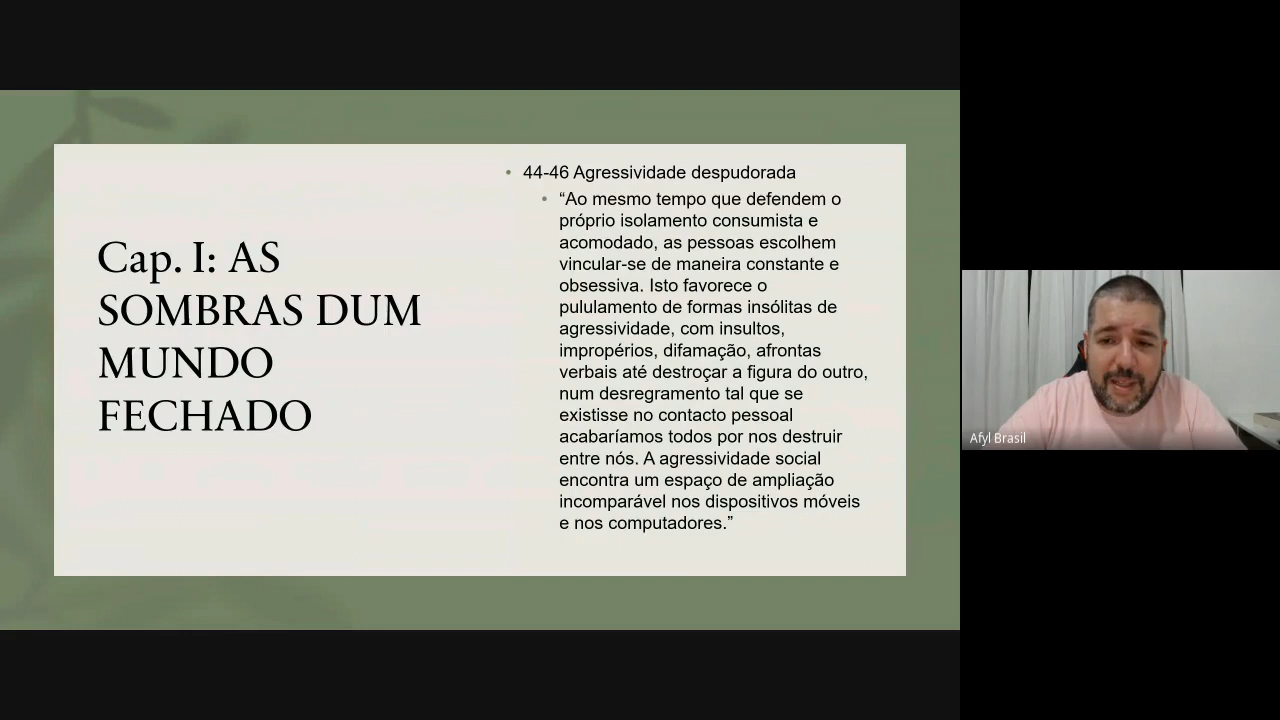 Cap. I: AS
SOMBRAS DUM
MUNDO
FECHADO
• 44-46 Agressividade despudorada
• “Ao mesmo tempo que defendem o
próprio isolamento consumista e
acomodado, as pessoas escolhem
vincular-se de maneira constante e
obsessiva. Isto favorece o
pululamento de formas insólitas de
agressividade, com insultos,
impropérios, difamação, afrontas
verbais até destroçar a figura do outro,
num desregramento tal que se
existisse no contacto pessoal
acabaríamos todos por nos destruir
entre nós. A agressividade social
encontra um espaço de ampliação
incomparável nos dispositivos móveis
e nos computadores.”
Afyl Brasil